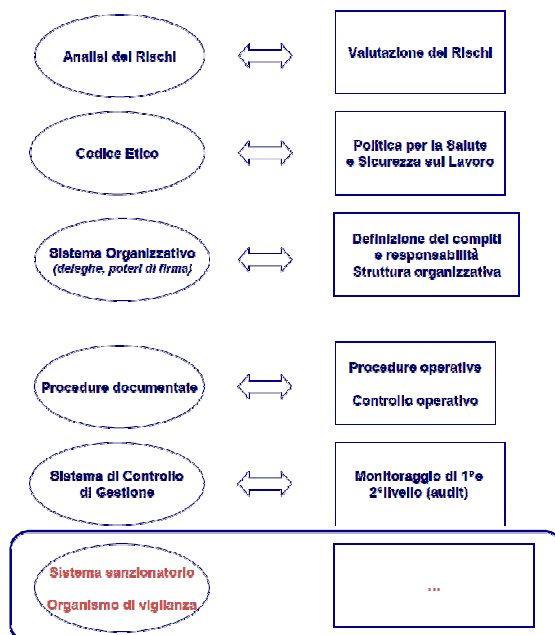 Analisi dei Rischi
Valutazione dei Rischi
Codice Etico
Politica per la Salute
e Sicurezza sul Lavoro
Sistema Organizzativo
(deleghe, poteri di firma)
Definizione dei compiti
e responsabilità
Struttura organizzativa
Procedure documentate
Procedure operative
Controllo operativo
Sistema di Controllo
di Gestione
Monitoraggio di 1°e
2°livello (audit)
Sistema sanzionatorio
Organismo di vigilanza
...